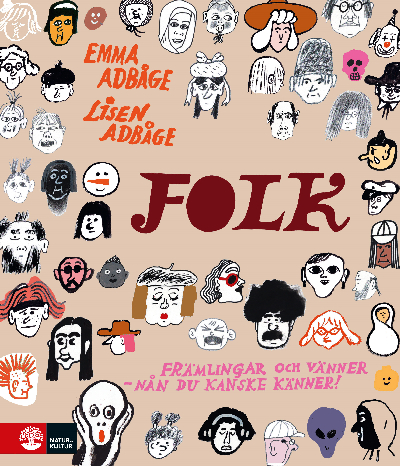 EMMA
ADBÅGE
LISEN
ADBÅGE
FOLK
FRÄMLINGAR OCH VÄNNER
– NÅN DU KANSKE KÄNNER!
NATUR &
KULTUR